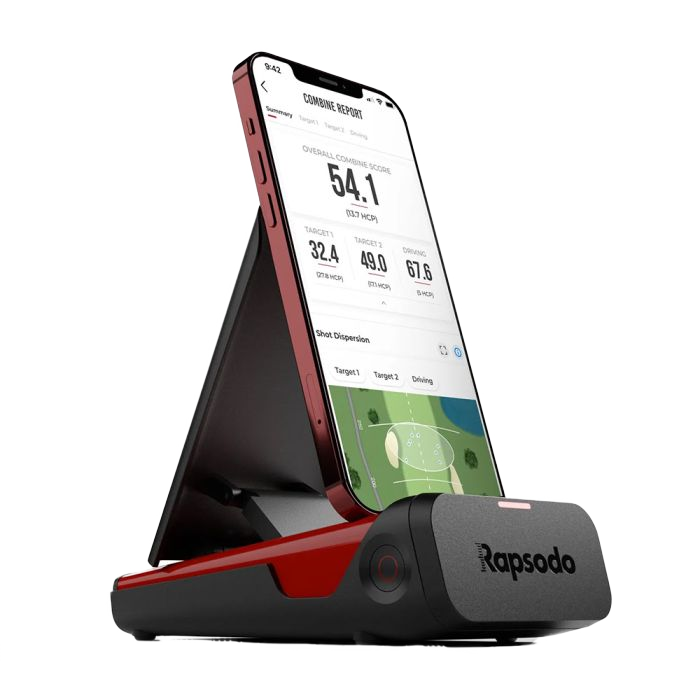 9:42
COMBINE REPORT
Summary Target 1 Target 2 Driving
OVERALL COMBINE SCORE
54.1
(13.7 HCP)
TARGET 1 TARGET 2 DRIVING
32.4 49.0 67.6
(27.8 HCP) (17.1 HCP) (5 HCP)
Shot Dispersion
Target 1 Target 2 Driving
200
Rapsodo